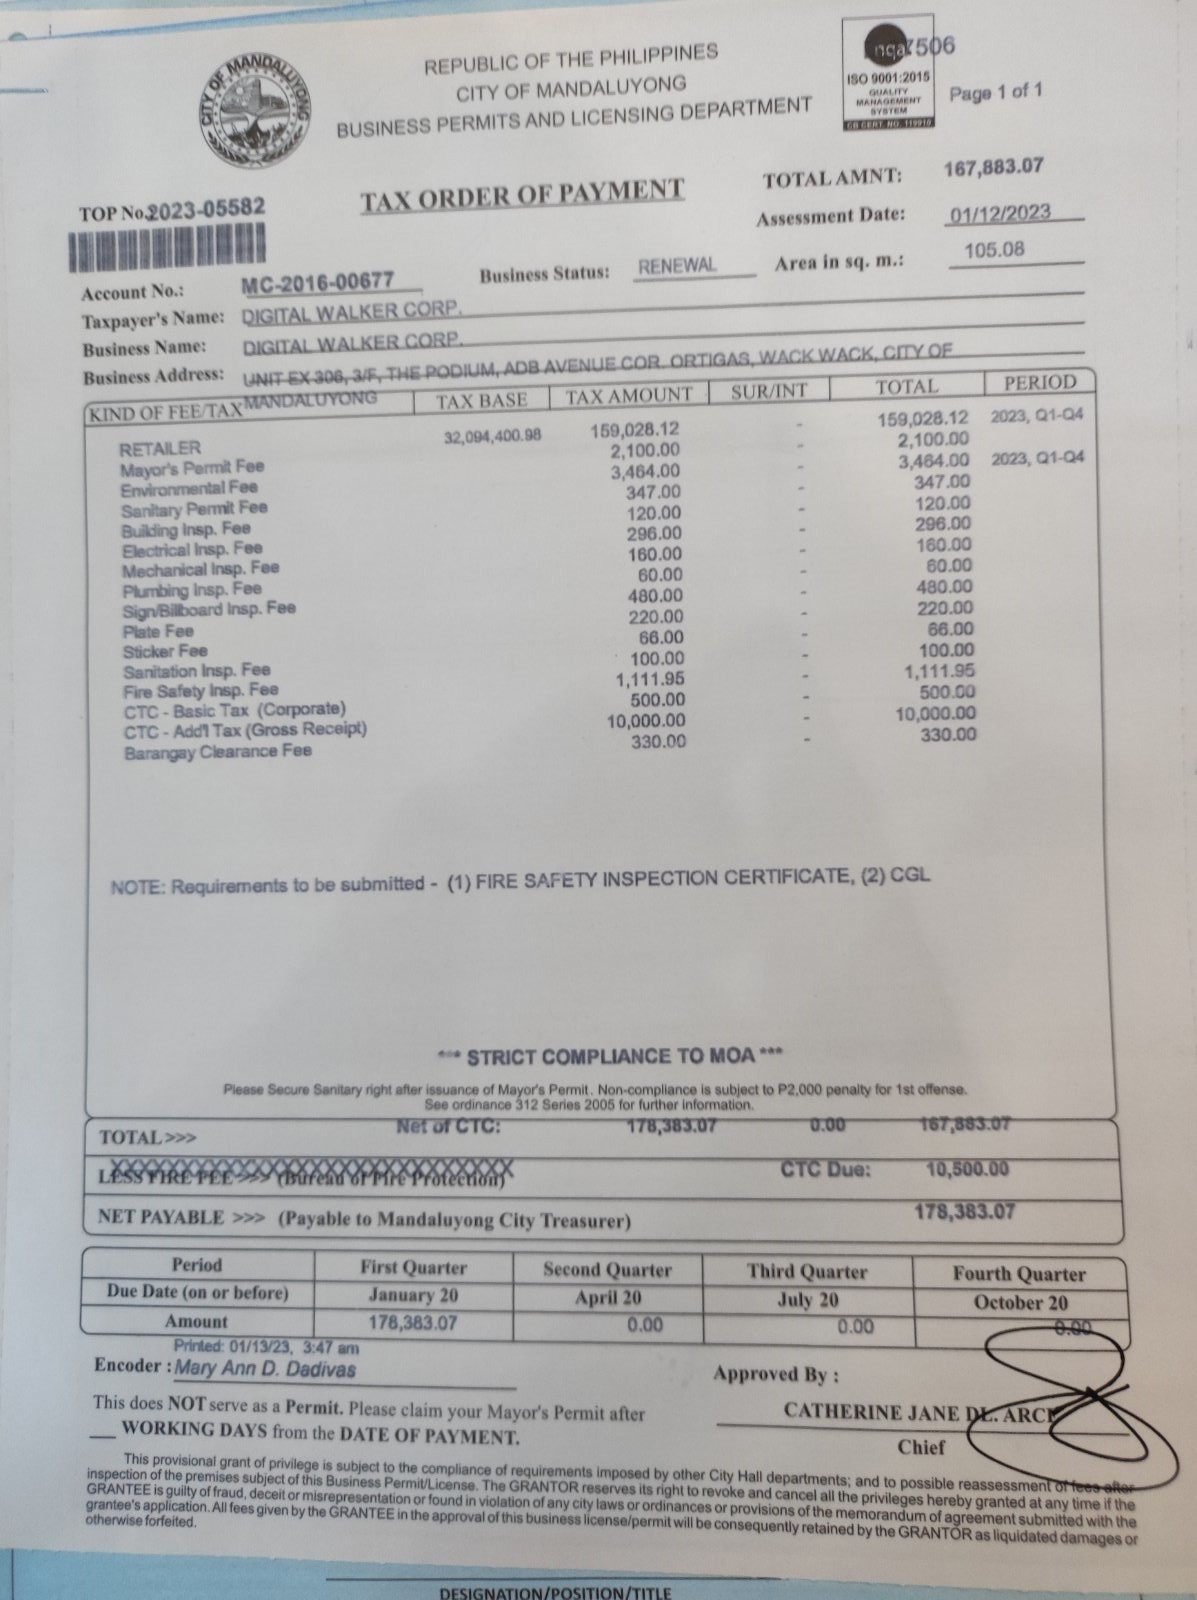 CITY OF MANDALUYONG
REPUBLIC OF THE PHILIPPINES
CITY OF MANDALUYONG
BUSINESS PERMITS AND LICENSING DEPARTMENT
nqa 7506
ISO 9001:2015
QUALITY
MANAGEMENT
SYSTEM
CB CERT. NO.
Page 1 of 1
TOP No. 2023-05582
TAX ORDER OF PAYMENT
TOTAL AMNT: 167,883.07
Assessment Date: 01/12/2023
Account No.: MC-2016-00677 Business Status: RENEWAL Area in sq. m.: 105.08
Taxpayer's Name: DIGITAL WALKER CORP.
Business Name: DIGITAL WALKER CORP.
Business Address: UNIT EX 306, 3/F, THE PODIUM, ADB AVENUE COR. ORTIGAS, WACK WACK, CITY OF
MANDALUYONG
KIND OF FEE/TAX TAX BASE TAX AMOUNT SUR/INT TOTAL PERIOD
RETAILER 32,094,400.98 159,028.12 - 159,028.12 2023, Q1-Q4
Mayor's Permit Fee 2,100.00 - 2,100.00
Environmental Fee 3,464.00 - 3,464.00 2023, Q1-Q4
Sanitary Permit Fee 347.00 - 347.00
Building Insp. Fee 120.00 - 120.00
Electrical Insp. Fee 296.00 - 296.00
Mechanical Insp. Fee 160.00 - 160.00
Plumbing Insp. Fee 60.00 - 60.00
Sign/Billboard Insp. Fee 480.00 - 480.00
Plate Fee 220.00 - 220.00
Sticker Fee 66.00 - 66.00
Sanitation Insp. Fee 100.00 - 100.00
Fire Safety Insp. Fee 1,111.95 - 1,111.95
CTC - Basic Tax (Corporate) 500.00 - 500.00
CTC - Add'l Tax (Gross Receipt) 10,000.00 - 10,000.00
Barangay Clearance Fee 330.00 - 330.00
NOTE: Requirements to be submitted - (1) FIRE SAFETY INSPECTION CERTIFICATE, (2) CGL
*** STRICT COMPLIANCE TO MOA ***
Please Secure Sanitary right after issuance of Mayor's Permit. Non-compliance is subject to P2,000 penalty for 1st offense.
See ordinance 312 Series 2005 for further information.
TOTAL >>> Net of CTC: 178,383.07 0.00 167,883.07
LESS FIRE FEE >>> (Bureau of Fire Protection) CTC Due: 10,500.00
NET PAYABLE >>> (Payable to Mandaluyong City Treasurer) 178,383.07
Period First Quarter Second Quarter Third Quarter Fourth Quarter
Due Date (on or before) January 20 April 20 July 20 October 20
Amount 178,383.07 0.00 0.00 0.00
Printed: 01/13/23, 3:47 am
Encoder : Mary Ann D. Dadivas
Approved By :
This does NOT serve as a Permit. Please claim your Mayor's Permit after
__ WORKING DAYS from the DATE OF PAYMENT.
CATHERINE JANE DL. ARCE
Chief
This provisional grant of privilege is subject to the compliance of requirements imposed by other City Hall departments; and to possible reassessment of fees after
inspection of the premises subject of this Business Permit/License. The GRANTOR reserves its right to revoke and cancel all the privileges hereby granted at any time if the
GRANTEE is guilty of fraud, deceit or misrepresentation or found in violation of any city laws or ordinances or provisions of the memorandum of agreement submitted with the
grantee's application. All fees given by the GRANTEE in the approval of this business license/permit will be consequently retained by the GRANTOR as liquidated damages or
otherwise forfeited.
DESIGNATION/POSITION/TITLE